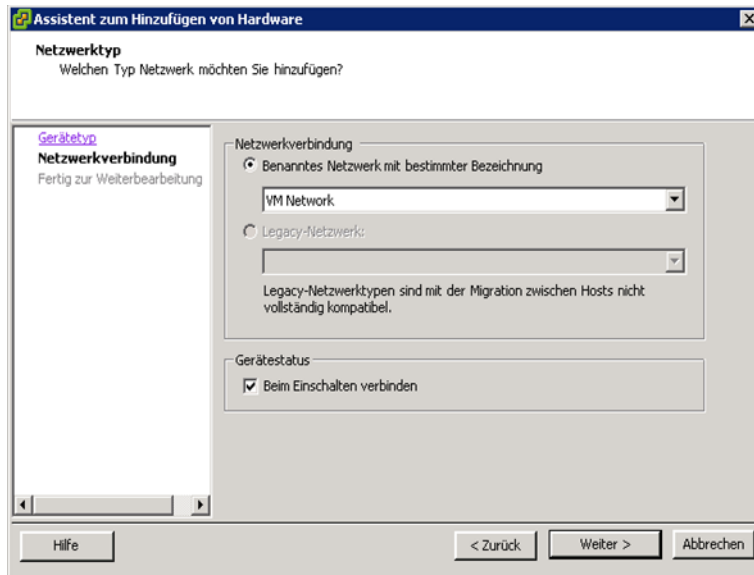 Assistent zum Hinzufügen von Hardware
Netzwerktyp
Welchen Typ Netzwerk möchten Sie hinzufügen?
Gerätetyp
Netzwerkverbindung
Fertig zur Weiterbearbeitung
Netzwerkverbindung
Benanntes Netzwerk mit bestimmter Bezeichnung
VM Network
Legacy-Netzwerk:
Legacy-Netzwerktypen sind mit der Migration zwischen Hosts nicht
vollständig kompatibel.
Gerätestatus
Beim Einschalten verbinden
Hilfe
< Zurück
Weiter >
Abbrechen